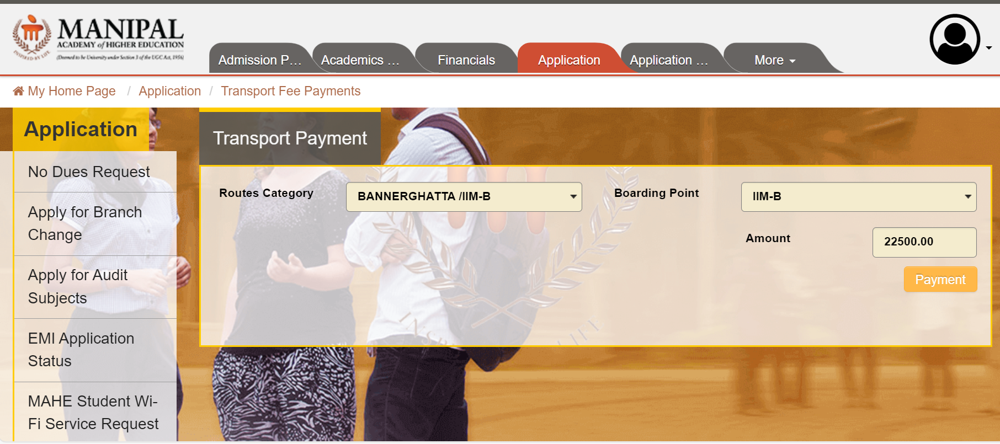 MANIPAL
ACADEMY of HIGHER EDUCATION
(Deemed to be University under Section 3 of the UGC Act, 1956)
INSPIRED BY LIFE
Admission P...
Academics ...
Financials
Application
Application ...
More
My Home Page / Application / Transport Fee Payments
Application
No Dues Request
Apply for Branch
Change
Apply for Audit
Subjects
EMI Application
Status
MAHE Student Wi-
Fi Service Request
Transport Payment
Routes Category
BANNERGHATTA /IIM-B
Boarding Point
IIM-B
Amount
22500.00
Payment